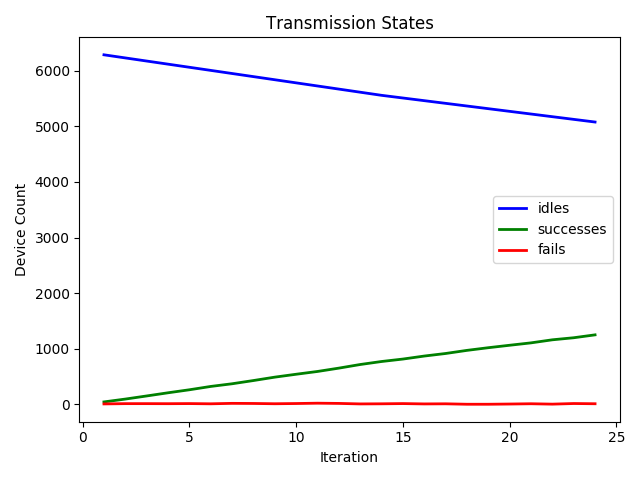 Transmission States
Device Count
6000
5000
4000
3000
2000
1000
0
idles
successes
fails
0 5 10 15 20 25
Iteration